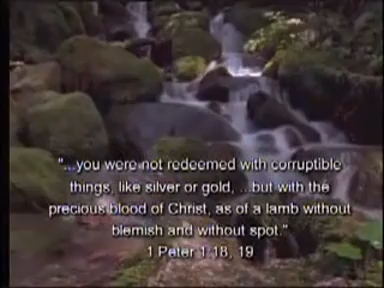 "...you were not redeemed with corruptible
things, like silver or gold, ...but with the
precious blood of Christ, as of a lamb without
blemish and without spot."
1 Peter 1:18, 19